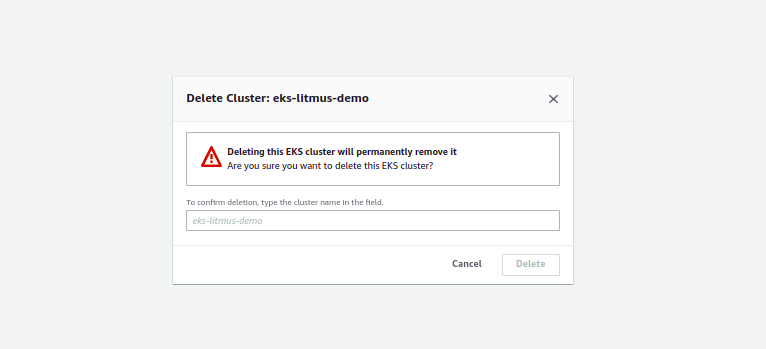 Delete Cluster: eks-litmus-demo
Deleting this EKS cluster will permanently remove it
Are you sure you want to delete this EKS cluster?
To confirm deletion, type the cluster name in the field.
eks-litmus-demo
Cancel Delete